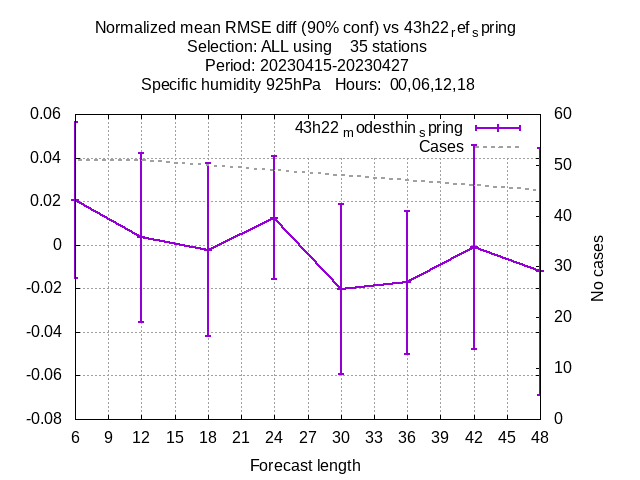 Normalized mean RMSE diff (90% conf) vs 43h22refspring
Selection: ALL using 35 stations
Period: 20230415-20230427
Specific humidity 925hPa Hours: 00,06,12,18
43h22modesthinspring
Cases
0.06
0.04
0.02
0
-0.02
-0.04
-0.06
-0.08
60
50
40
30
20
10
0
No cases
6 9 12 15 18 21 24 27 30 33 36 39 42 45 48
Forecast length